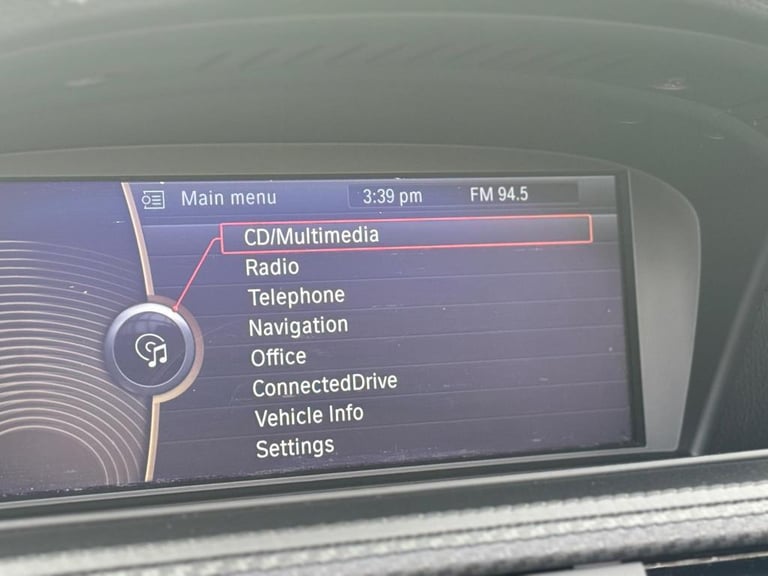 Main menu 3:39 pm FM 94.5
CD/Multimedia
Radio
Telephone
Navigation
Office
ConnectedDrive
Vehicle Info
Settings